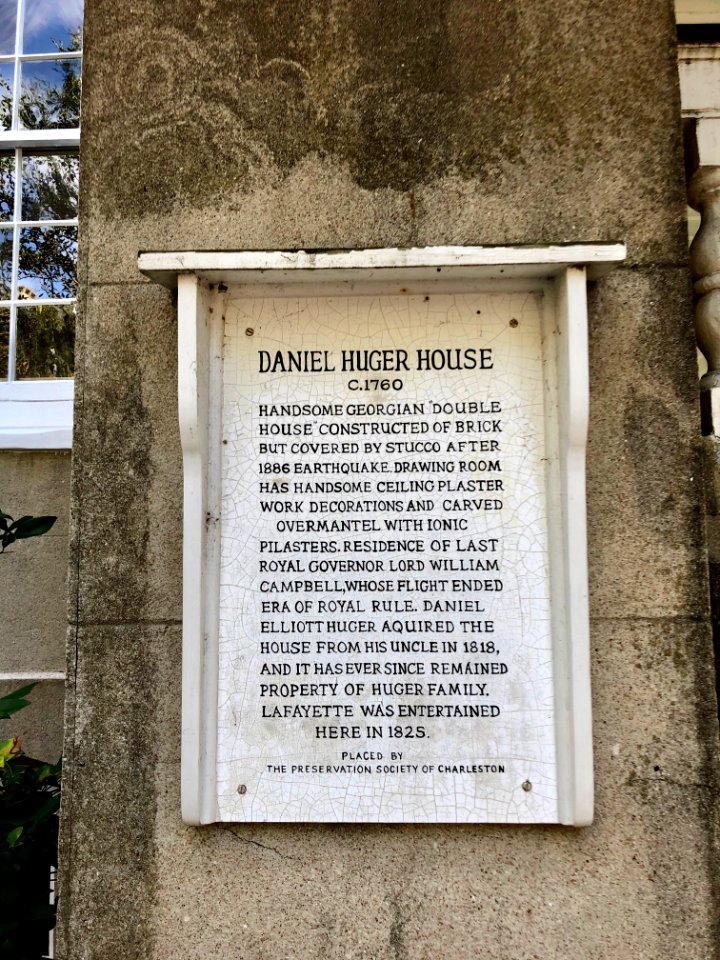 DANIEL HUGER HOUSE
C.1760
HANDSOME GEORGIAN "DOUBLE
HOUSE" CONSTRUCTED OF BRICK
BUT COVERED BY STUCCO AFTER
1886 EARTHQUAKE. DRAWING ROOM
HAS HANDSOME CEILING PLASTER
WORK DECORATIONS AND CARVED
OVERMANTEL WITH IONIC
PILASTERS. RESIDENCE OF LAST
ROYAL GOVERNOR LORD WILLIAM
CAMPBELL, WHOSE FLIGHT ENDED
ERA OF ROYAL RULE. DANIEL
ELLIOTT HUGER AQUIRED THE
HOUSE FROM HIS UNCLE IN 1818,
AND IT HAS EVER SINCE REMAINED
PROPERTY OF HUGER FAMILY.
LAFAYETTE WAS ENTERTAINED
HERE IN 1825.
PLACED BY
THE PRESERVATION SOCIETY OF CHARLESTON